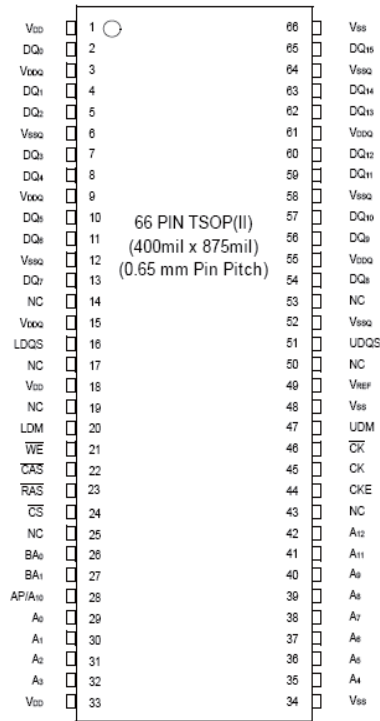 VDD 1 66 VSS
DQ0 2 65 DQ15
VDDQ 3 64 VSSQ
DQ1 4 63 DQ14
DQ2 5 62 DQ13
VSSQ 6 61 VDDQ
DQ3 7 60 DQ12
DQ4 8 59 DQ11
VDDQ 9 58 VSSQ
DQ5 10 57 DQ10
DQ6 11 56 DQ9
VSSQ 12 55 VDDQ
DQ7 13 54 DQ8
NC 14 53 NC
VDDQ 15 52 VSSQ
LDQS 16 51 UDQS
NC 17 50 NC
VDD 18 49 VREF
NC 19 48 VSS
LDM 20 47 UDM
WE 21 46 CK
CAS 22 45 CK
RAS 23 44 CKE
CS 24 43 NC
NC 25 42 A12
BA0 26 41 A11
BA1 27 40 A9
AP/A10 28 39 A8
A0 29 38 A7
A1 30 37 A6
A2 31 36 A5
A3 32 35 A4
VDD 33 34 VSS
66 PIN TSOP(II)
(400mil x 875mil)
(0.65 mm Pin Pitch)